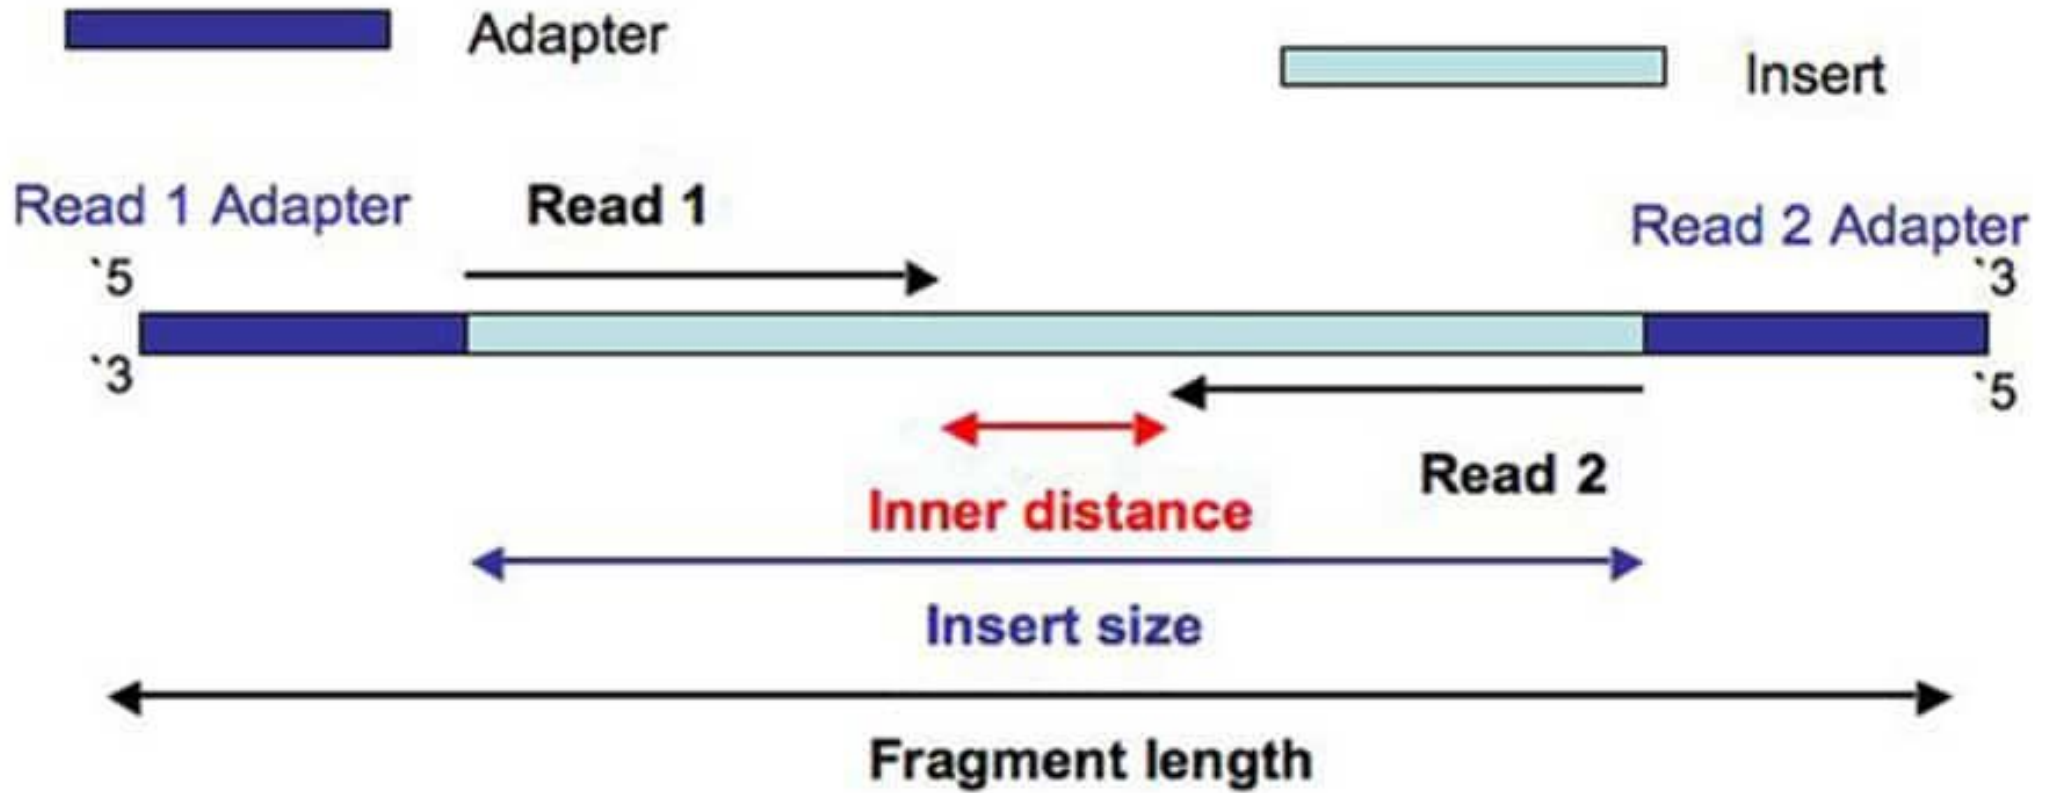 Adapter
Insert
Read 1 Adapter
Read 1
Read 2 Adapter
`5
`3
`3
`5
Read 2
Inner distance
Insert size
Fragment length